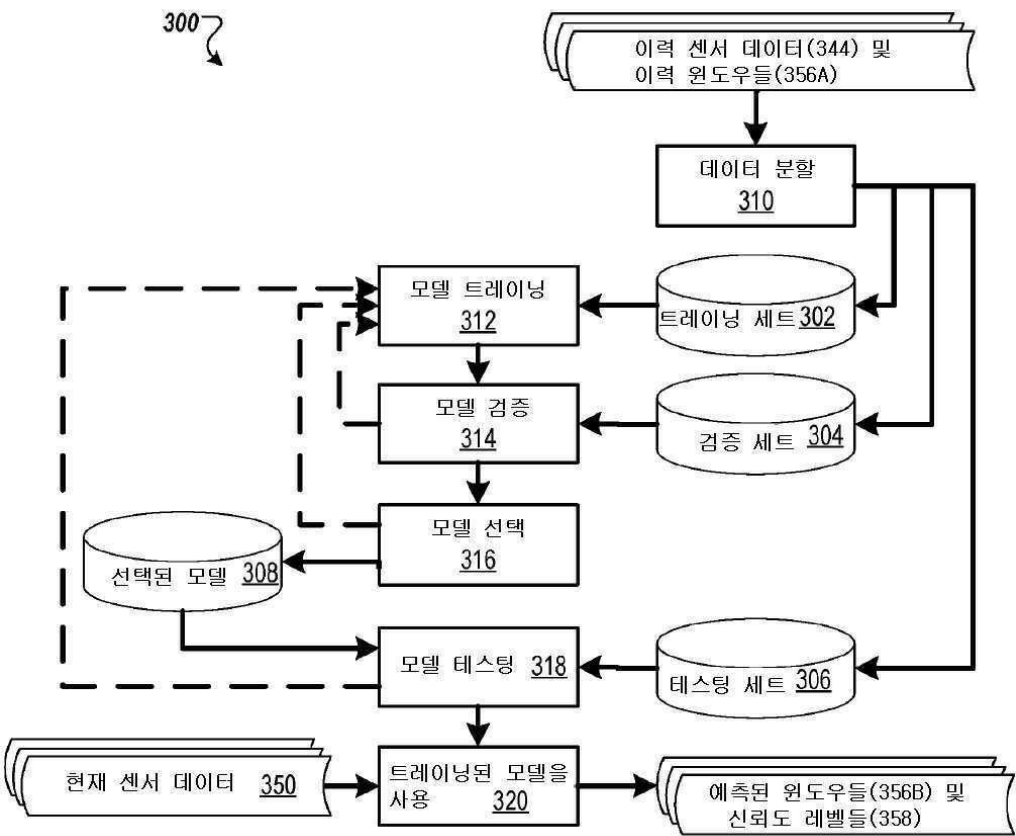 300
이력 센서 데이터(344) 및
이력 윈도우들(356A)
데이터 분할
310
모델 트레이닝
312
트레이닝 세트 302
모델 검증
314
검증 세트 304
모델 선택
316
선택된 모델 308
모델 테스팅 318
테스팅 세트 306
현재 센서 데이터 350
트레이닝된 모델을
사용 320
예측된 윈도우들(356B) 및
신뢰도 레벨들(358)